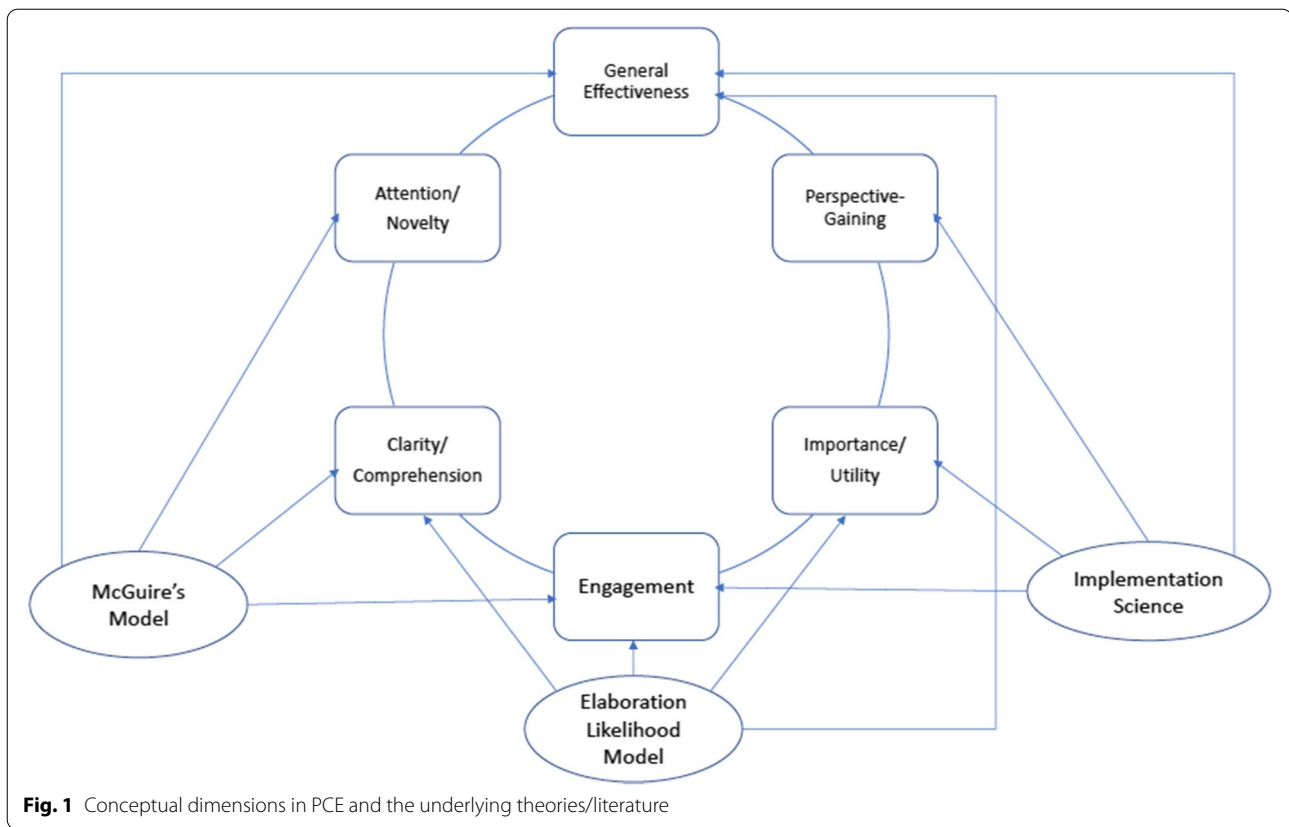 General
Effectiveness
Attention/
Novelty
Perspective-
Gaining
Clarity/
Comprehension
Importance/
Utility
Engagement
McGuire's
Model
Implementation
Science
Elaboration
Likelihood
Model
Fig. 1 Conceptual dimensions in PCE and the underlying theories/literature